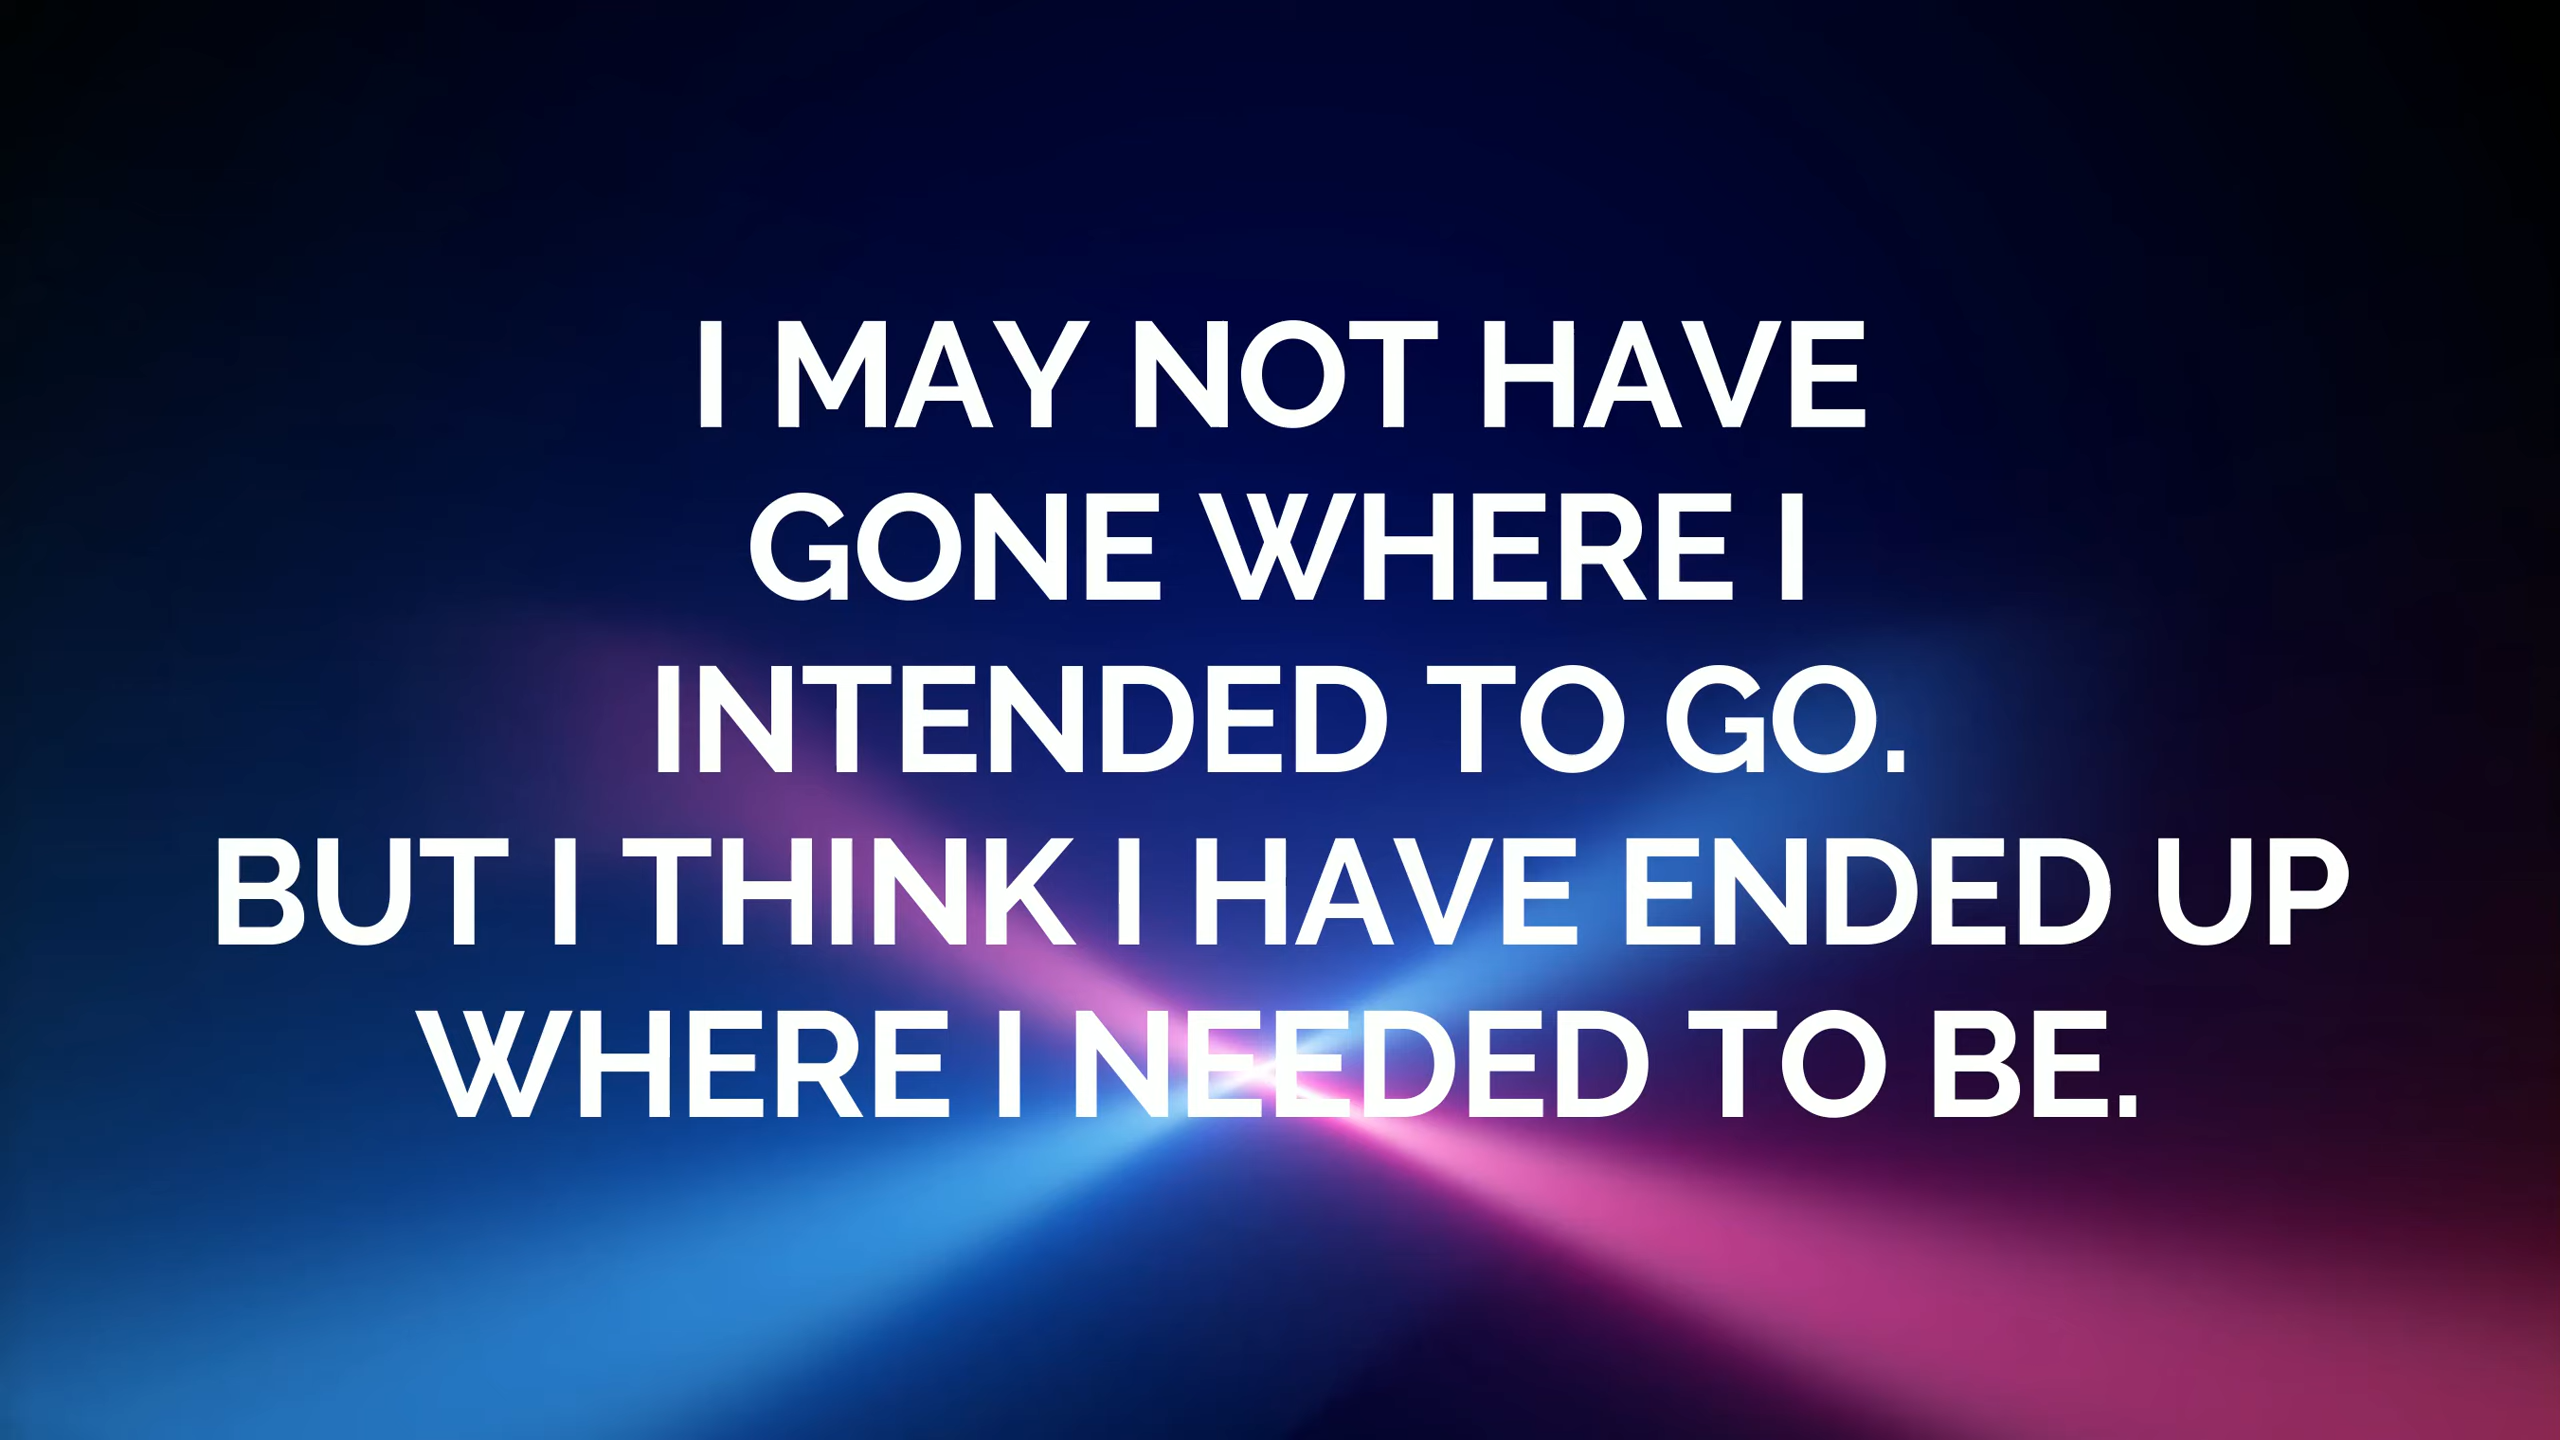 I MAY NOT HAVE
GONE WHERE I
INTENDED TO GO.
BUT I THINK I HAVE ENDED UP
WHERE I NEEDED TO BE.